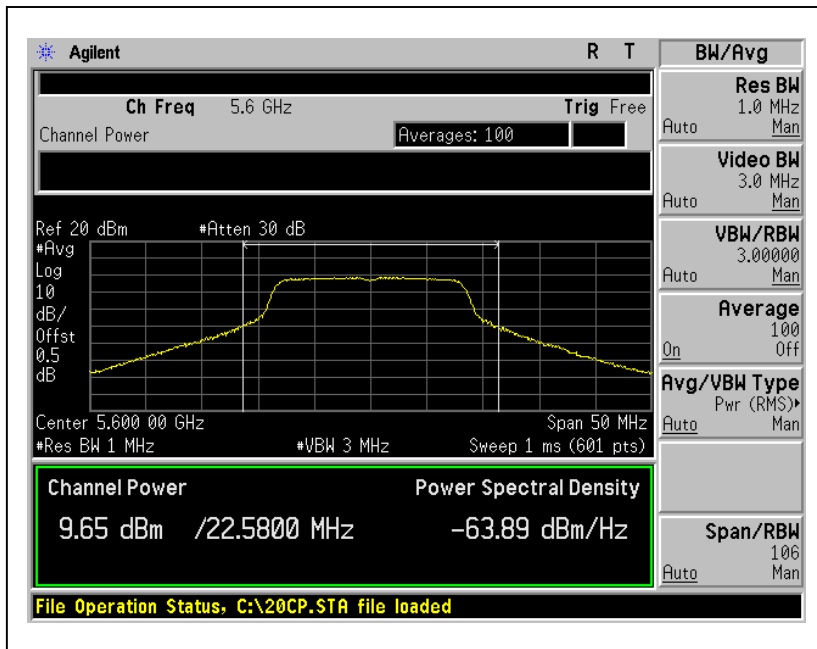 Agilent R T
Ch Freq 5.6 GHz Trig Free
Channel Power Averages: 100
Ref 20 dBm #Atten 30 dB
#Avg
Log
10
dB/
Offst
0.5
dB
Center 5.600 00 GHz Span 50 MHz
#Res BW 1 MHz #VBW 3 MHz Sweep 1 ms (601 pts)
Channel Power Power Spectral Density
9.65 dBm /22.5800 MHz -63.89 dBm/Hz
File Operation Status, C:\20CP.STA file loaded
BW/Avg
Res BW
1.0 MHz
Auto Man
Video BW
3.0 MHz
Auto Man
VBW/RBW
3.00000
Auto Man
Average
100
On Off
Avg/VBW Type
Pwr (RMS)▸
Auto Man
Span/RBW
106
Auto Man